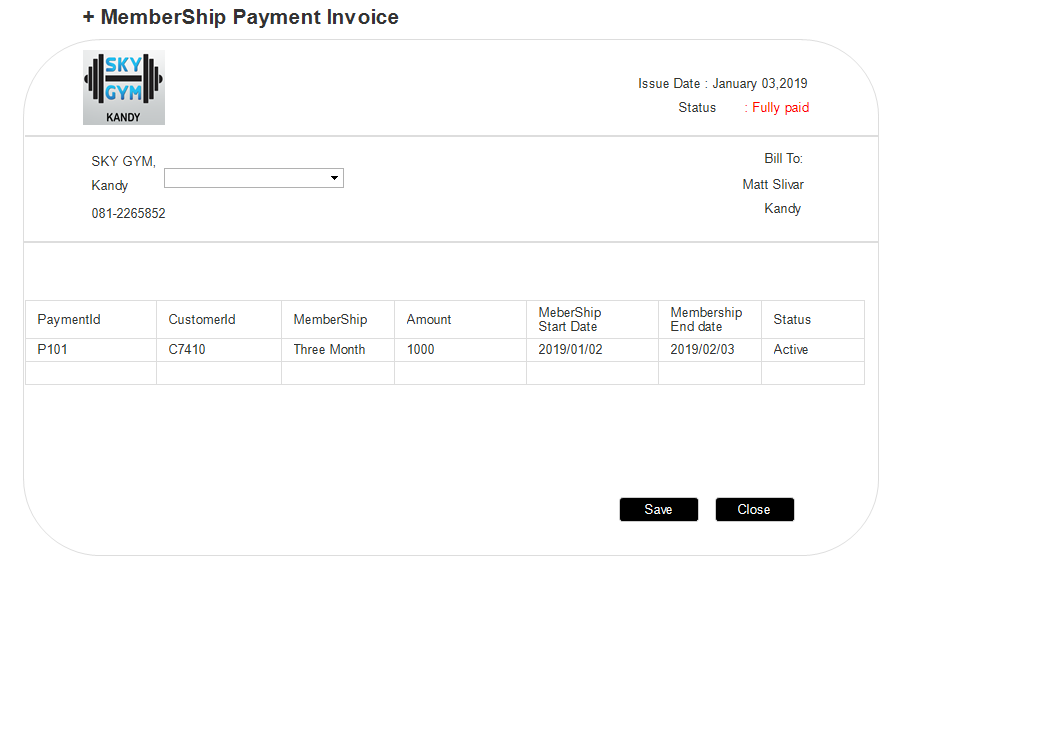 + MemberShip Payment Invoice
SKY
GYM
KANDY
Issue Date : January 03,2019
Status : Fully paid
SKY GYM,
Kandy
081-2265852
Bill To:
Matt Slivar
Kandy
PaymentId CustomerId MemberShip Amount MeberShip Start Date Membership End date Status
P101 C7410 Three Month 1000 2019/01/02 2019/02/03 Active
Save Close